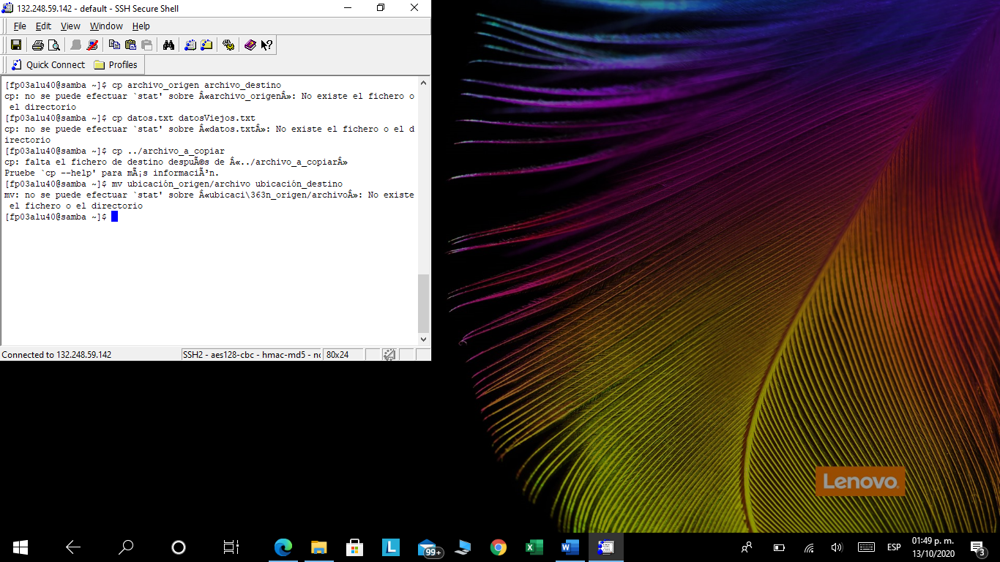 132.248.59.142 - default - SSH Secure Shell
File Edit View Window Help
Quick Connect Profiles
[fp03alu40@samba ~]$ cp archivo_origen archivo_destino
cp: no se puede efectuar `stat' sobre Â«archivo_origenÂ»: No existe el fichero o
el directorio
[fp03alu40@samba ~]$ cp datos.txt datosViejos.txt
cp: no se puede efectuar `stat' sobre Â«datos.txtÂ»: No existe el fichero o el d
irectorio
[fp03alu40@samba ~]$ cp ../archivo_a_copiar
cp: falta el fichero de destino despuÃ©s de Â«../archivo_a_copiarÂ»
Pruebe `cp --help' para mÃ¡s informaciÃ³n.
[fp03alu40@samba ~]$ mv ubicación_origen/archivo ubicación_destino
mv: no se puede efectuar `stat' sobre Â«ubicaci\363n_origen/archivoÂ»: No existe
el fichero o el directorio
[fp03alu40@samba ~]$
Connected to 132.248.59.142 SSH2 - aes128-cbc - hmac-md5 - nc 80x24
Lenovo
L 99+ ESP 01:49 p. m.
13/10/2020 3